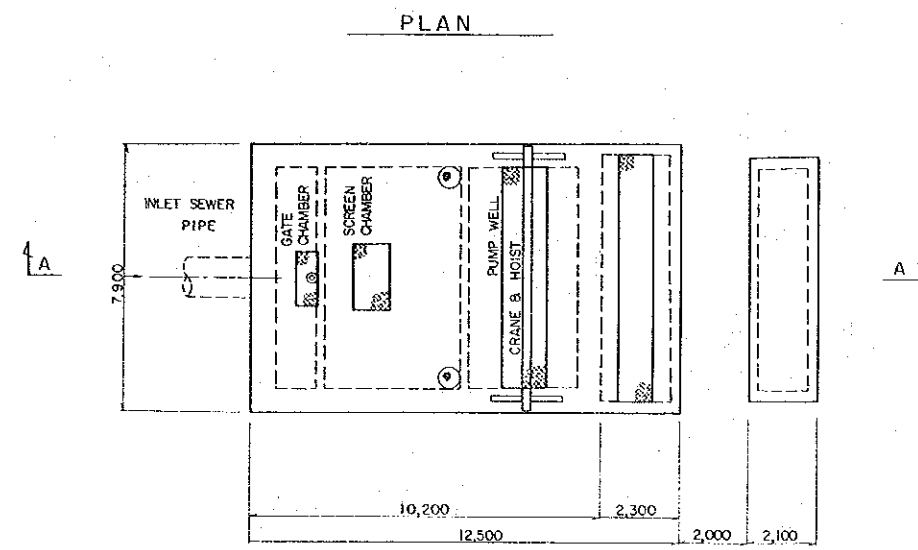 PLAN
INLET SEWER
PIPE
GATE
CHAMBER
SCREEN
CHAMBER
PUMP WELL
CRANE & HOIST
A
A
7,900
10,200
2,300
12,500
2,000
2,100